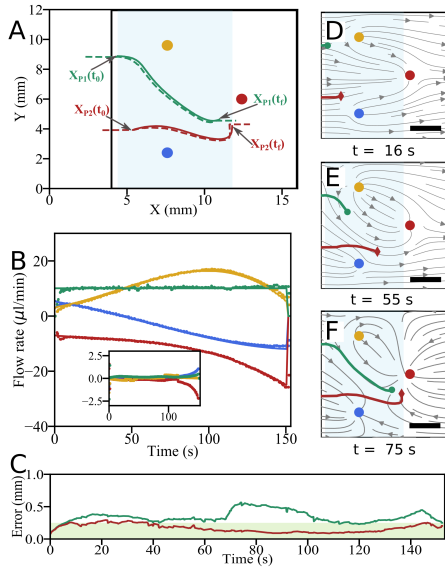 A
Y (mm)
12
10
8
6
4
2
0
X_P1(t_0)
X_P2(t_0)
X_P1(t_f)
X_P2(t_f)
0 5 10 15
X (mm)
B
Flow rate (μl/min)
20
0
−20
−40
2.5
0.0
−2.5
0 100
0 50 100 150
Time (s)
C
Error (mm)
1.0
0.5
0.0
0 20 40 60 80 100 120 140
Time (s)
D
t = 16 s
E
t = 55 s
F
t = 75 s